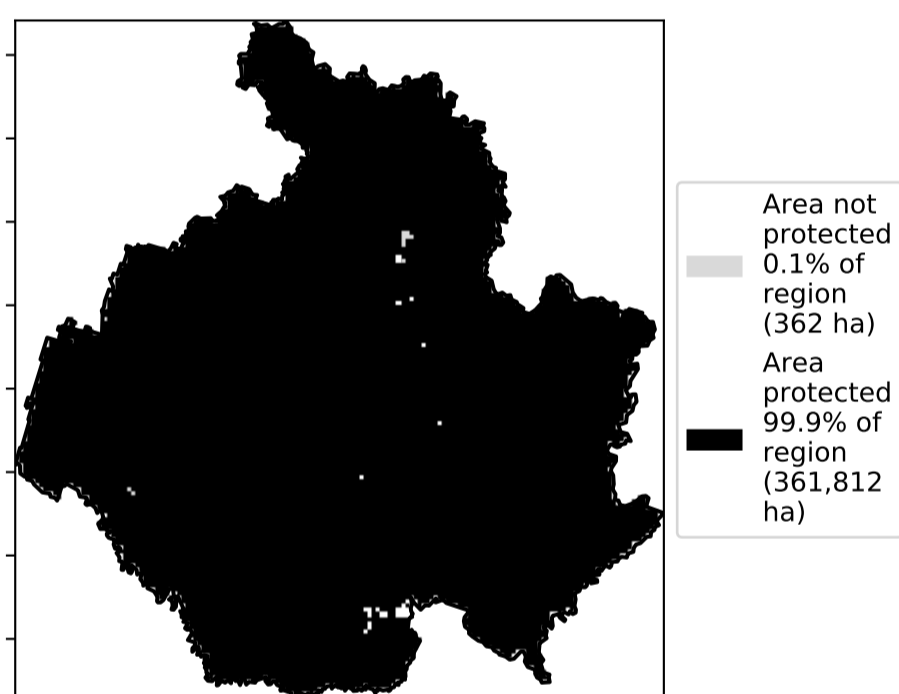 Area not
protected
0.1% of
region
(362 ha)
Area
protected
99.9% of
region
(361,812
ha)